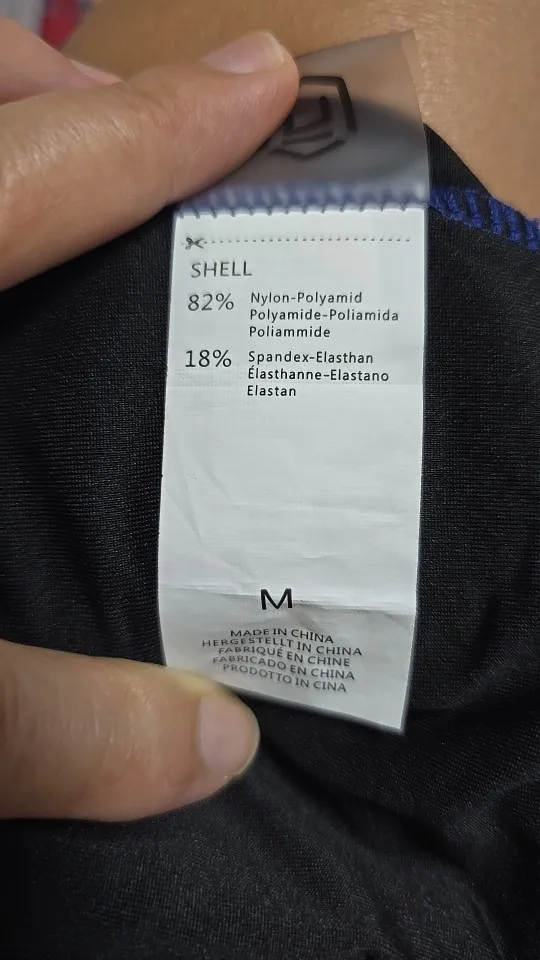 SHELL
82% Nylon-Polyamid
Polyamide-Poliamida
Poliammide
18% Spandex-Elasthan
Élasthanne-Elastano
Elastan
M
MADE IN CHINA
HERGESTELLT IN CHINA
FABRIQUÉ EN CHINE
FABRICADO EN CHINA
PRODOTTO IN CINA